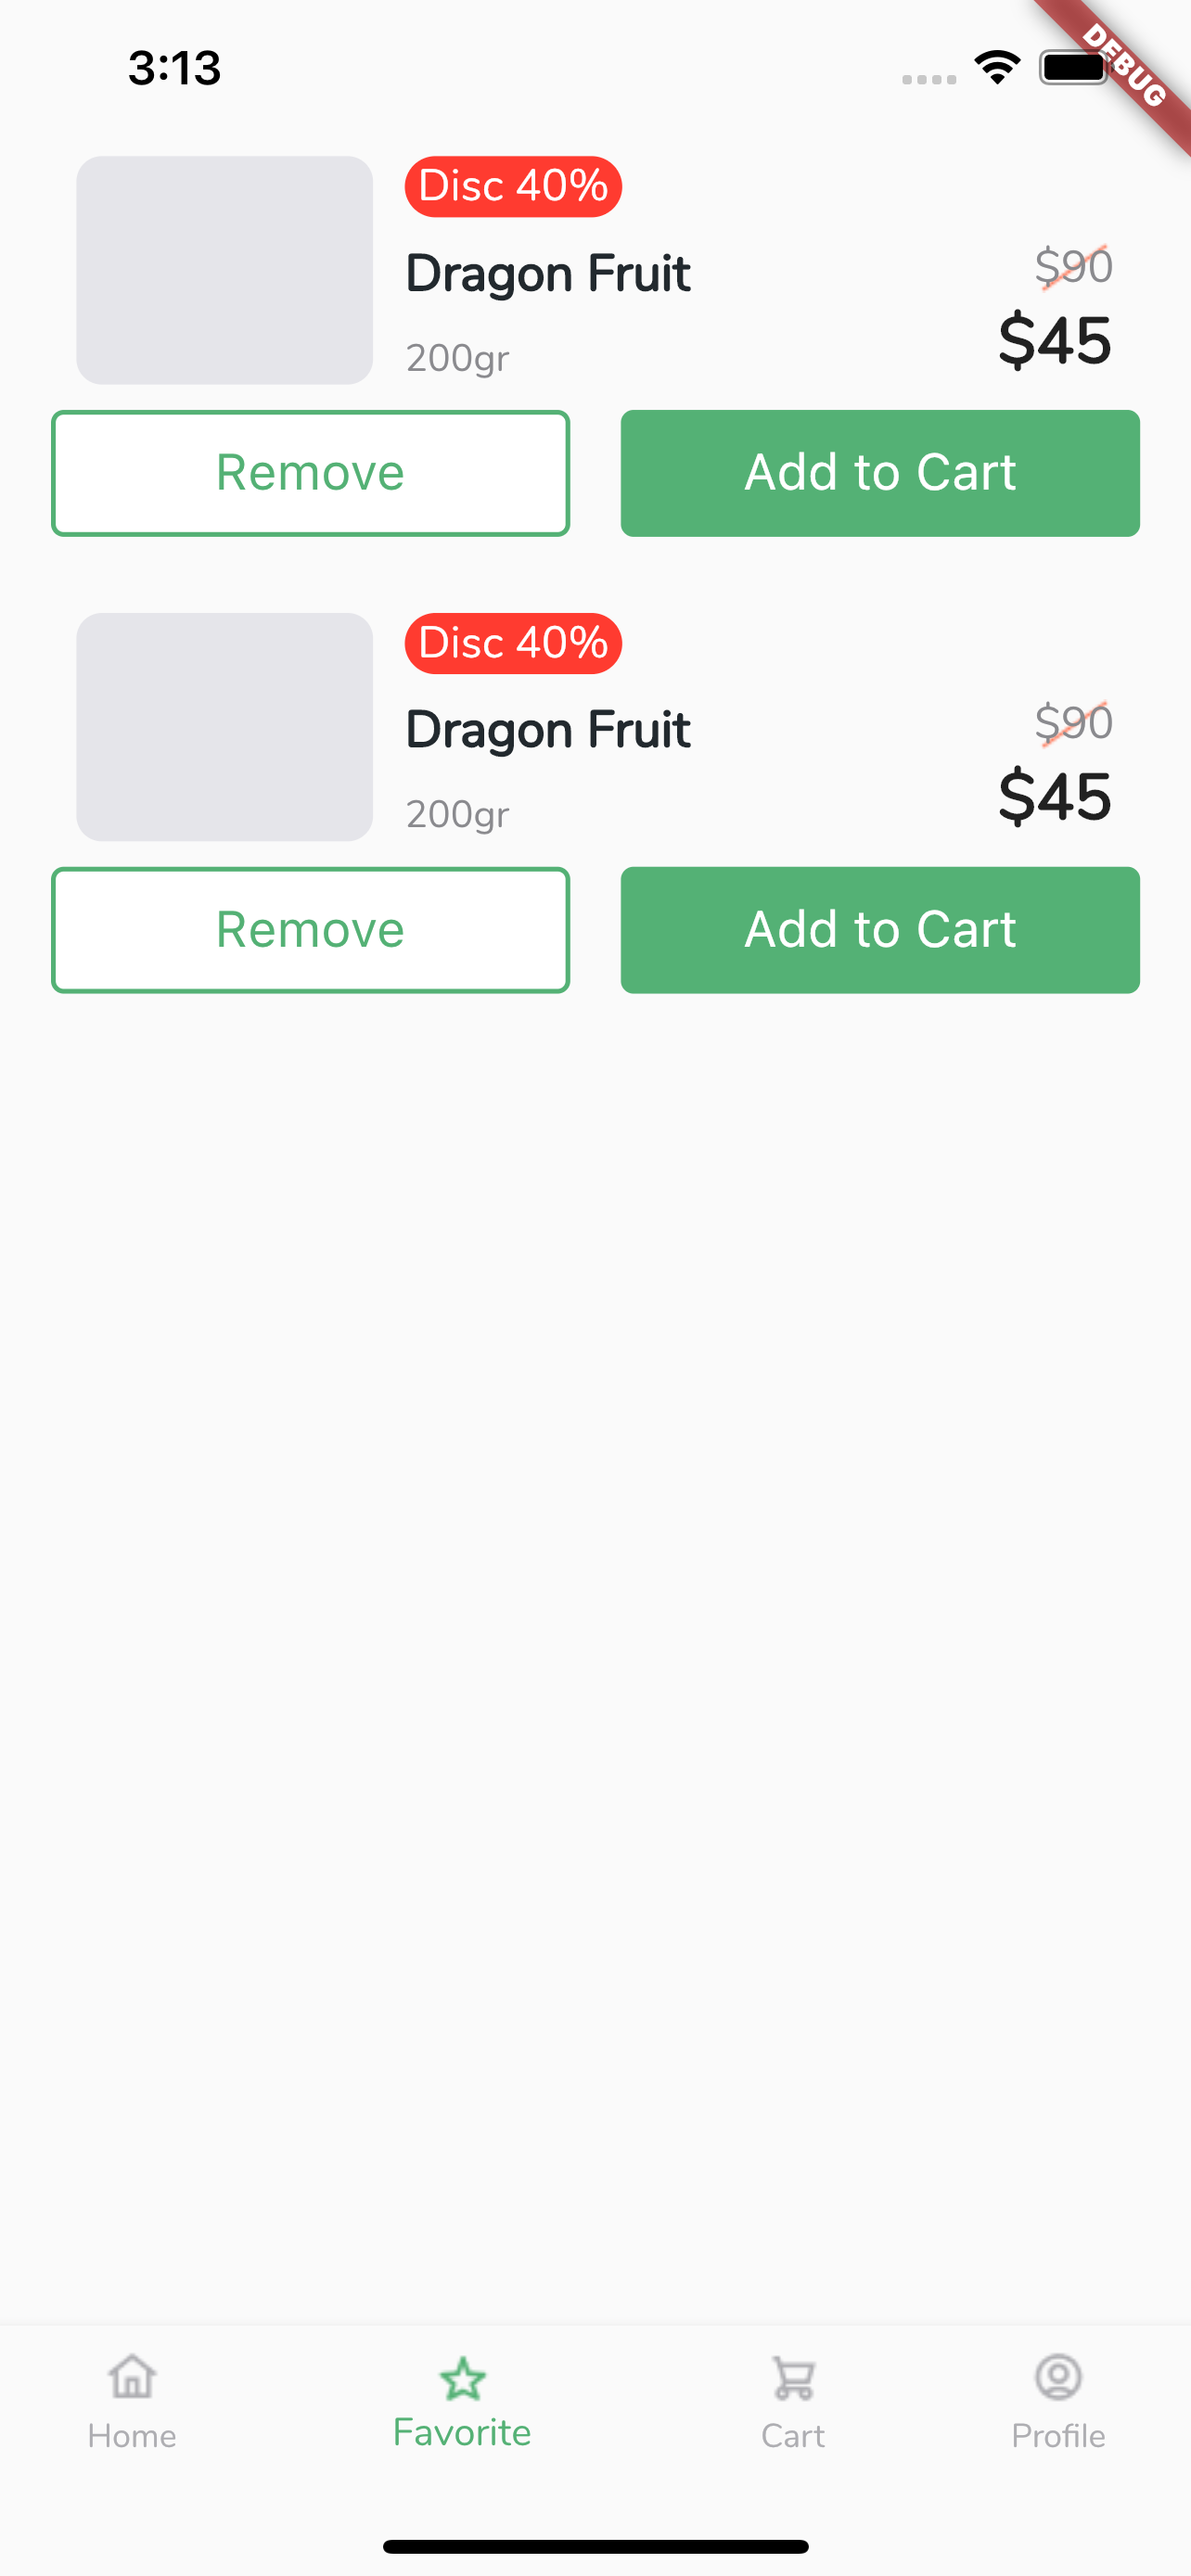 3:13
DEBUG
Disc 40%
Dragon Fruit
$90
200gr
$45
Remove
Add to Cart
Disc 40%
Dragon Fruit
$90
200gr
$45
Remove
Add to Cart
Home
Favorite
Cart
Profile